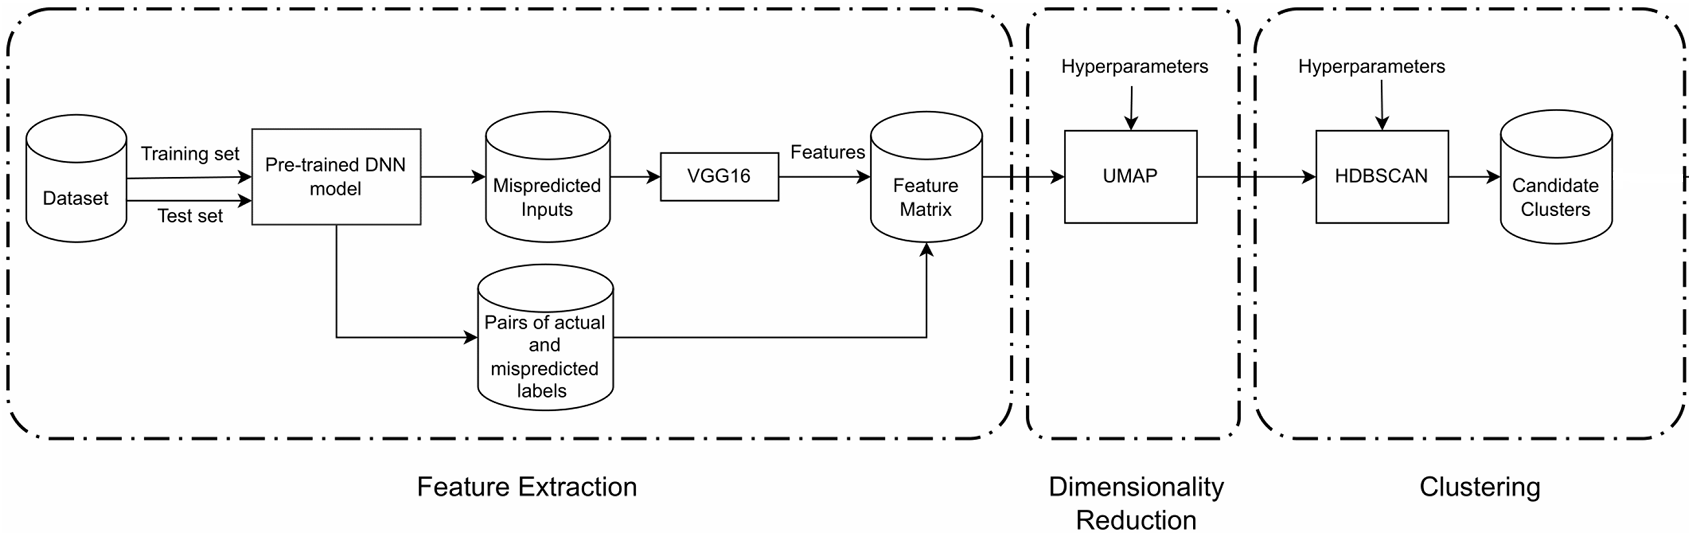 Hyperparameters
Hyperparameters
Dataset
Training set
Test set
Pre-trained DNN
model
Mispredicted
Inputs
VGG16
Features
Feature
Matrix
UMAP
HDBSCAN
Candidate
Clusters
Pairs of actual
and
mispredicted
labels
Feature Extraction
Dimensionality
Reduction
Clustering